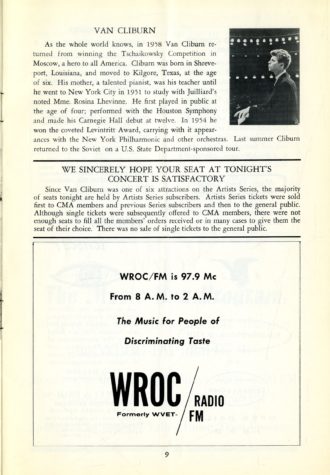 VAN CLIBURN
As the whole world knows, in 1958 Van Cliburn re-
turned from winning the Tschaikowsky Competition in
Moscow, a hero to all America. Cliburn was born in Shreve-
port, Louisiana, and moved to Kilgore, Texas, at the age
of six. His mother, a talented pianist, was his teacher until
he went to New York City in 1951 to study with Juilliard's
noted Mme. Rosina Lhevinne. He first played in public at
the age of four; performed with the Houston Symphony
and made his Carnegie Hall debut at twelve. In 1954 he
won the coveted Levintritt Award, carrying with it appear-
ances with the New York Philharmonic and other orchestras. Last summer Cliburn
returned to the Soviet on a U.S. State Department-sponsored tour.
WE SINCERELY HOPE YOUR SEAT AT TONIGHT'S
CONCERT IS SATISFACTORY
Since Van Cliburn was one of six attractions on the Artists Series, the majority
of seats tonight are held by Artists Series subscribers. Artists Series tickets were sold
first to CMA members and previous Series subscribers and then to the general public.
Although single tickets were subsequently offered to CMA members, there were not
enough seats to fill all the members' orders received or in many cases to give them the
seat of their choice. There was no sale of single tickets to the general public.
WROC/FM is 97.9 Mc
From 8 A.M. to 2 A.M.
The Music for People of
Discriminating Taste
WROC/RADIO
Formerly WVET- FM
9